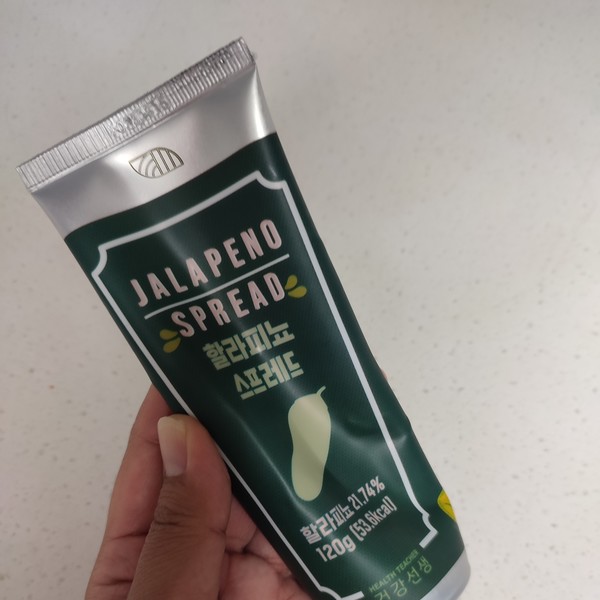 JALAPENO
SPREAD
할라피뇨
스프레드
할라피뇨 21.74%
120g (53.6kcal)
HEALTH TEACHER
건강선생